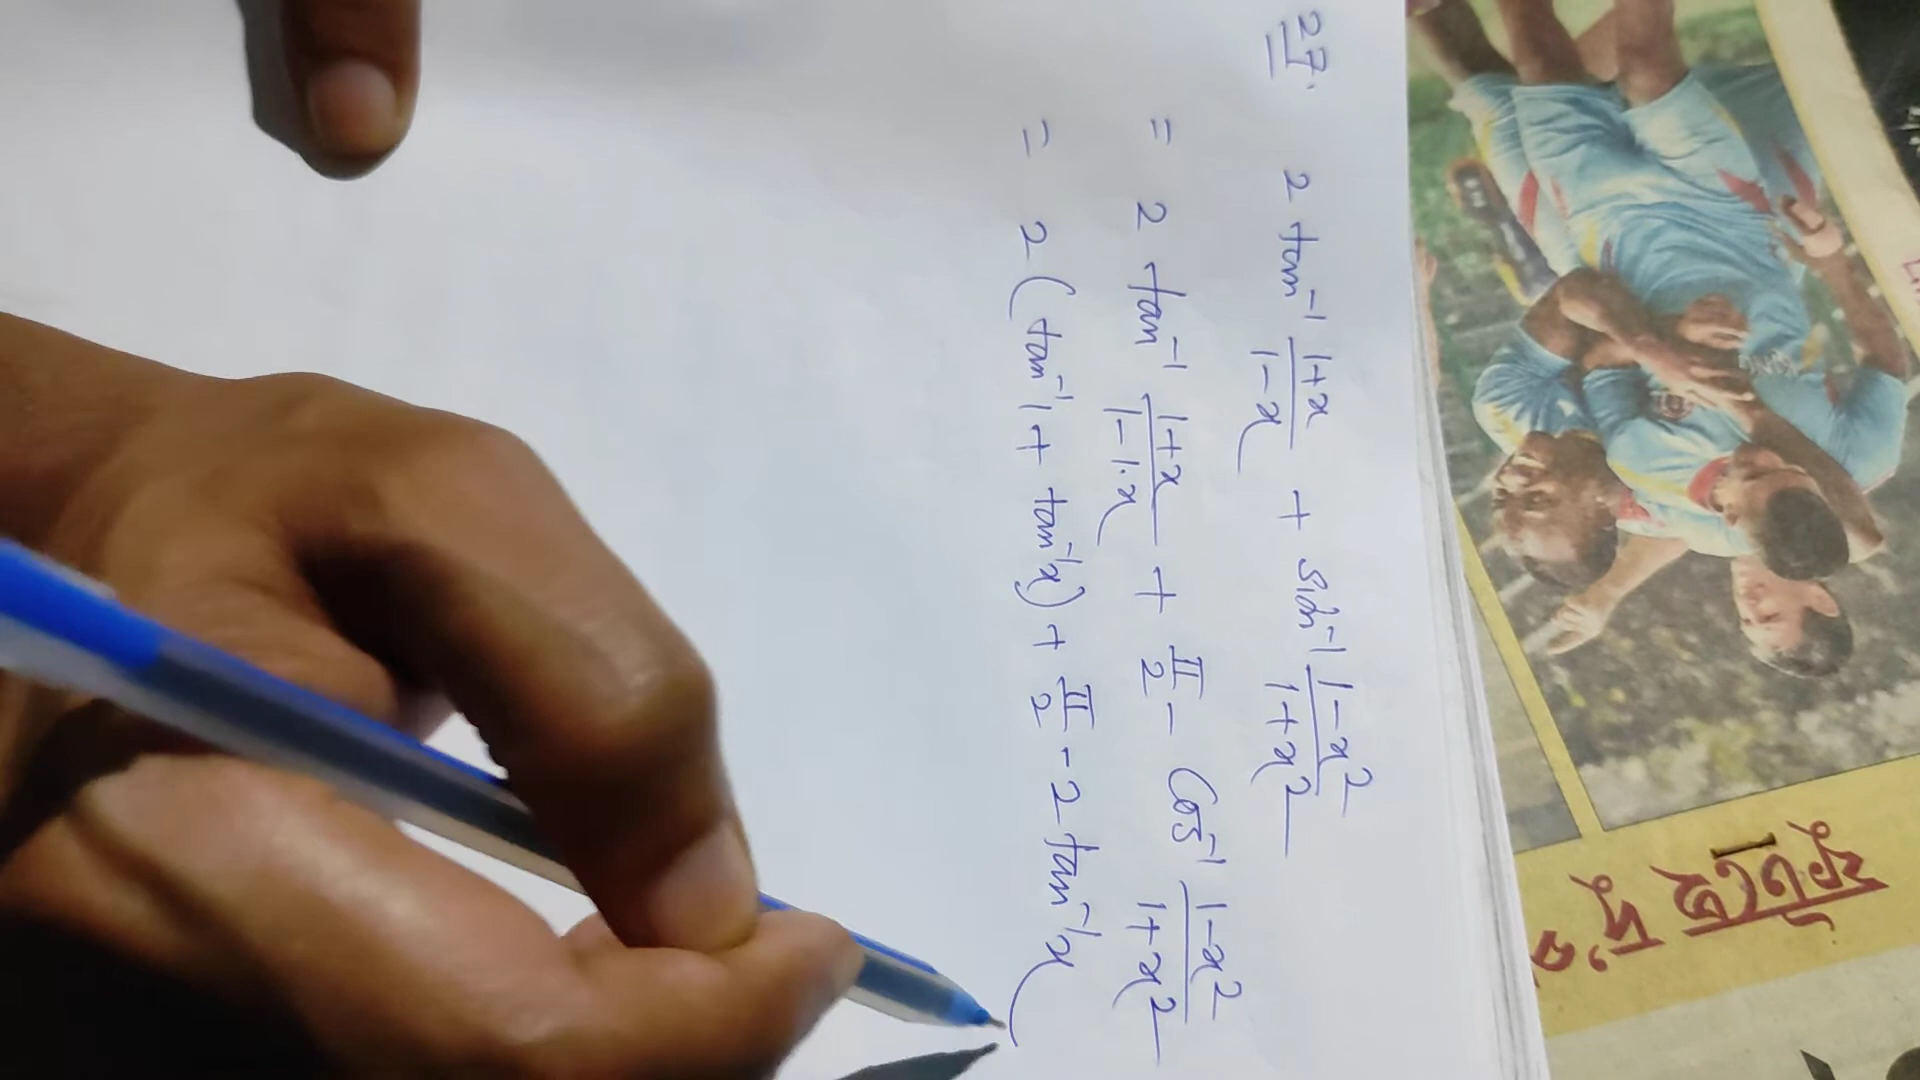 27. 2 tan⁻¹ (1+x)/(1-x) + sin⁻¹ (1-x²)/(1+x²)
= 2 tan⁻¹ (1+x)/(1-1·x) + π/2 - cos⁻¹ (1-x²)/(1+x²)
= 2 (tan⁻¹1 + tan⁻¹x) + π/2 - 2 tan⁻¹x